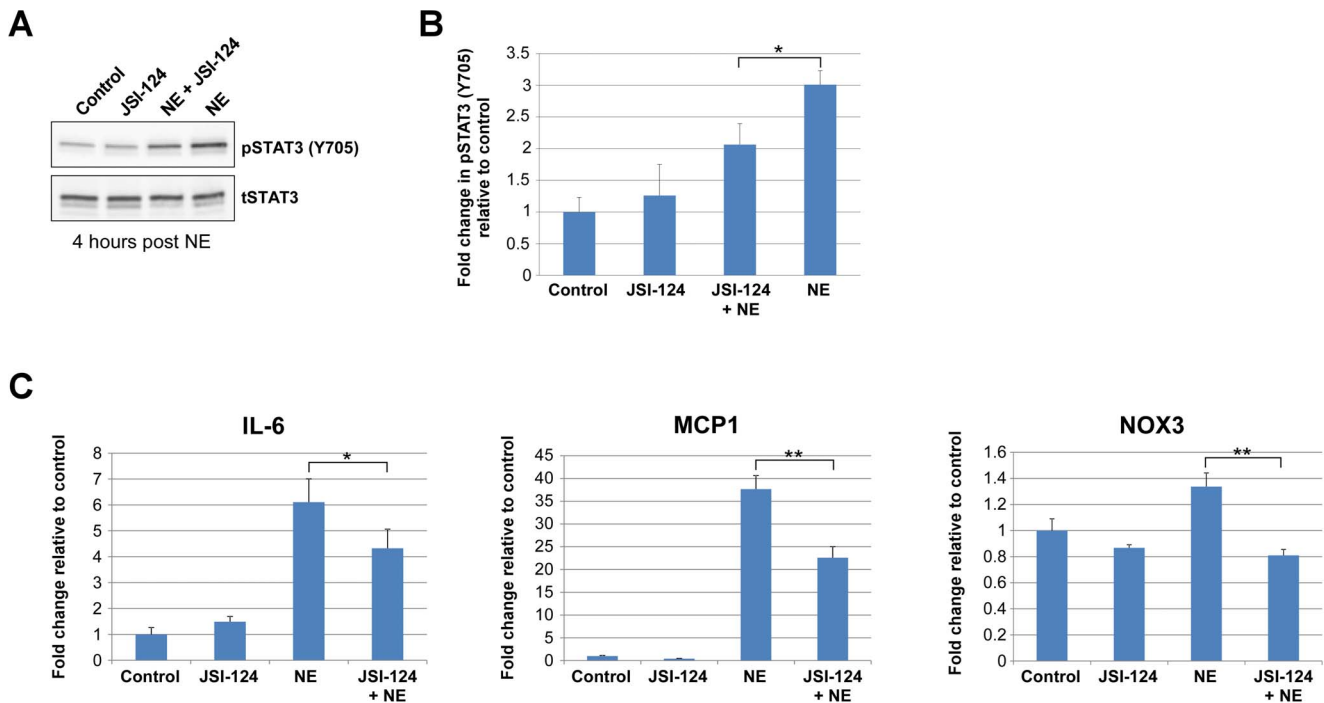 A
Control
JSI-124
NE + JSI-124
NE
pSTAT3 (Y705)
tSTAT3
4 hours post NE
B
Fold change in pSTAT3 (Y705)
relative to control
3.5
3
2.5
2
1.5
1
0.5
0
*
Control
JSI-124
JSI-124
+ NE
NE
C
IL-6
Fold change relative to control
8
7
6
5
4
3
2
1
0
*
Control
JSI-124
NE
JSI-124
+ NE
MCP1
Fold change relative to control
45
40
35
30
25
20
15
10
5
0
**
Control
JSI-124
NE
JSI-124
+ NE
NOX3
Fold change relative to control
1.6
1.4
1.2
1
0.8
0.6
0.4
0.2
0
**
Control
JSI-124
NE
JSI-124
+ NE